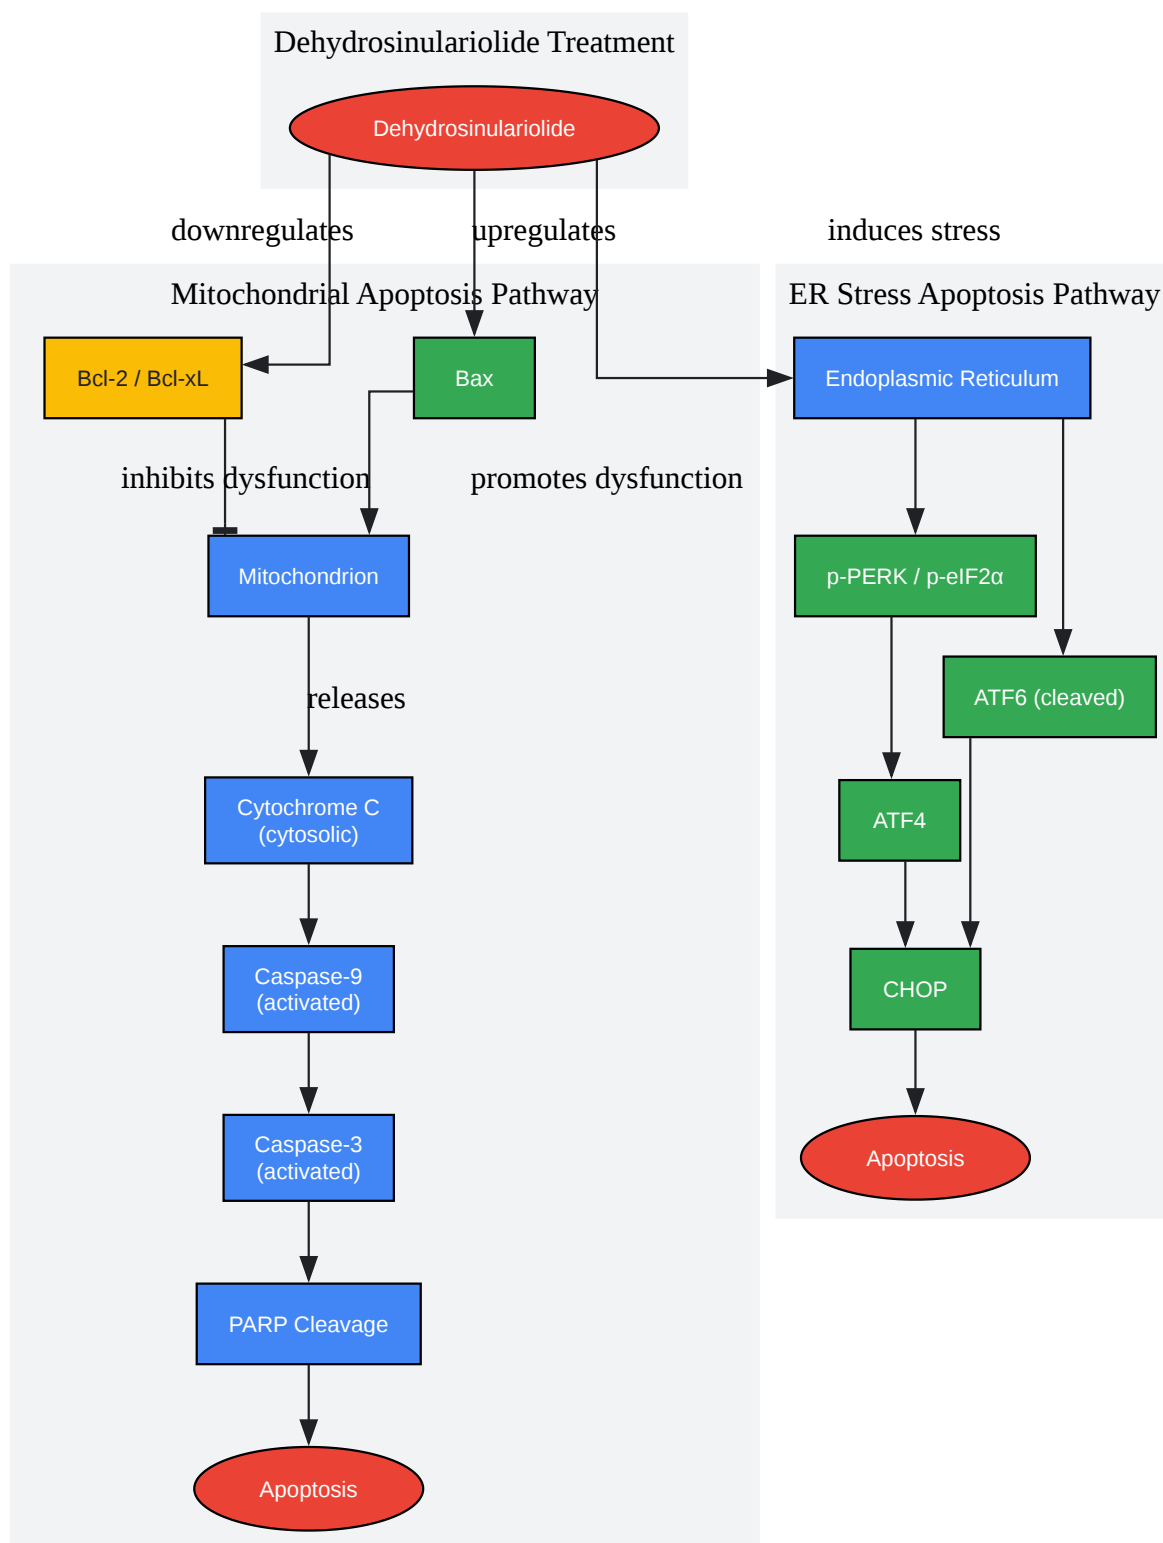 Dehydrosinulariolide Treatment
Dehydrosinulariolide
downregulates
upregulates
induces stress
Mitochondrial Apoptosis Pathway
ER Stress Apoptosis Pathway
Bcl-2 / Bcl-xL
Bax
Endoplasmic Reticulum
inhibits dysfunction
promotes dysfunction
Mitochondrion
p-PERK / p-eIF2α
releases
ATF6 (cleaved)
Cytochrome C
(cytosolic)
ATF4
Caspase-9
(activated)
CHOP
Caspase-3
(activated)
Apoptosis
PARP Cleavage
Apoptosis